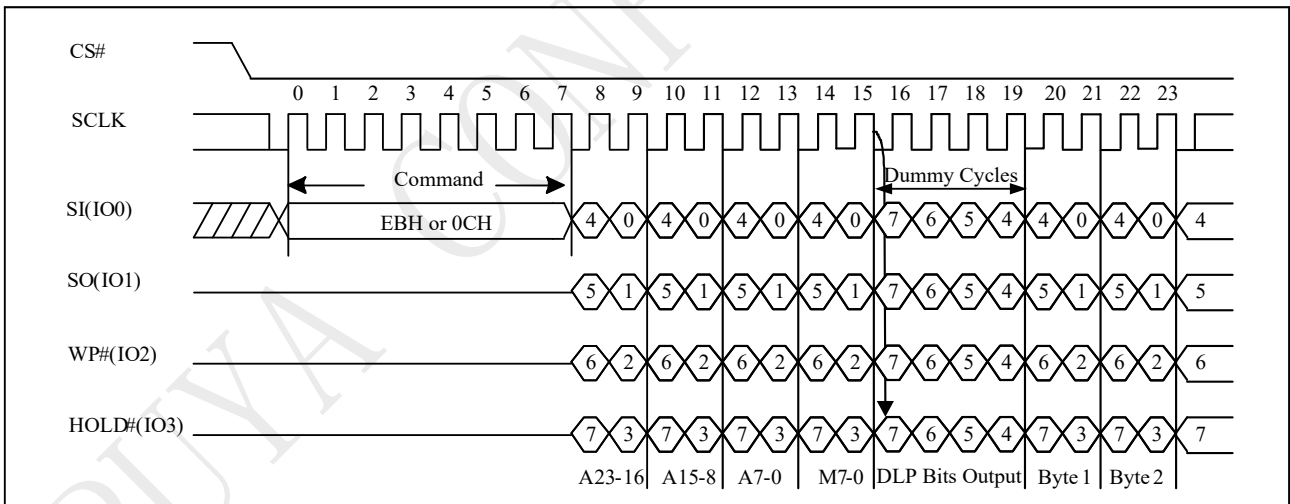 CS#
0 1 2 3 4 5 6 7 8 9 10 11 12 13 14 15 16 17 18 19 20 21 22 23
SCLK
Command
Dummy Cycles
SI(IO0)
EBH or 0CH
4 0 4 0 4 0 4 0 7 6 5 4 4 0 4 0 4
SO(IO1)
5 1 5 1 5 1 5 1 7 6 5 4 5 1 5 1 5
WP#(IO2)
6 2 6 2 6 2 6 2 7 6 5 4 6 2 6 2 6
HOLD#(IO3)
7 3 7 3 7 3 7 3 7 6 5 4 7 3 7 3 7
A23-16 A15-8 A7-0 M7-0 DLP Bits Output Byte 1 Byte 2
PUYA CONF